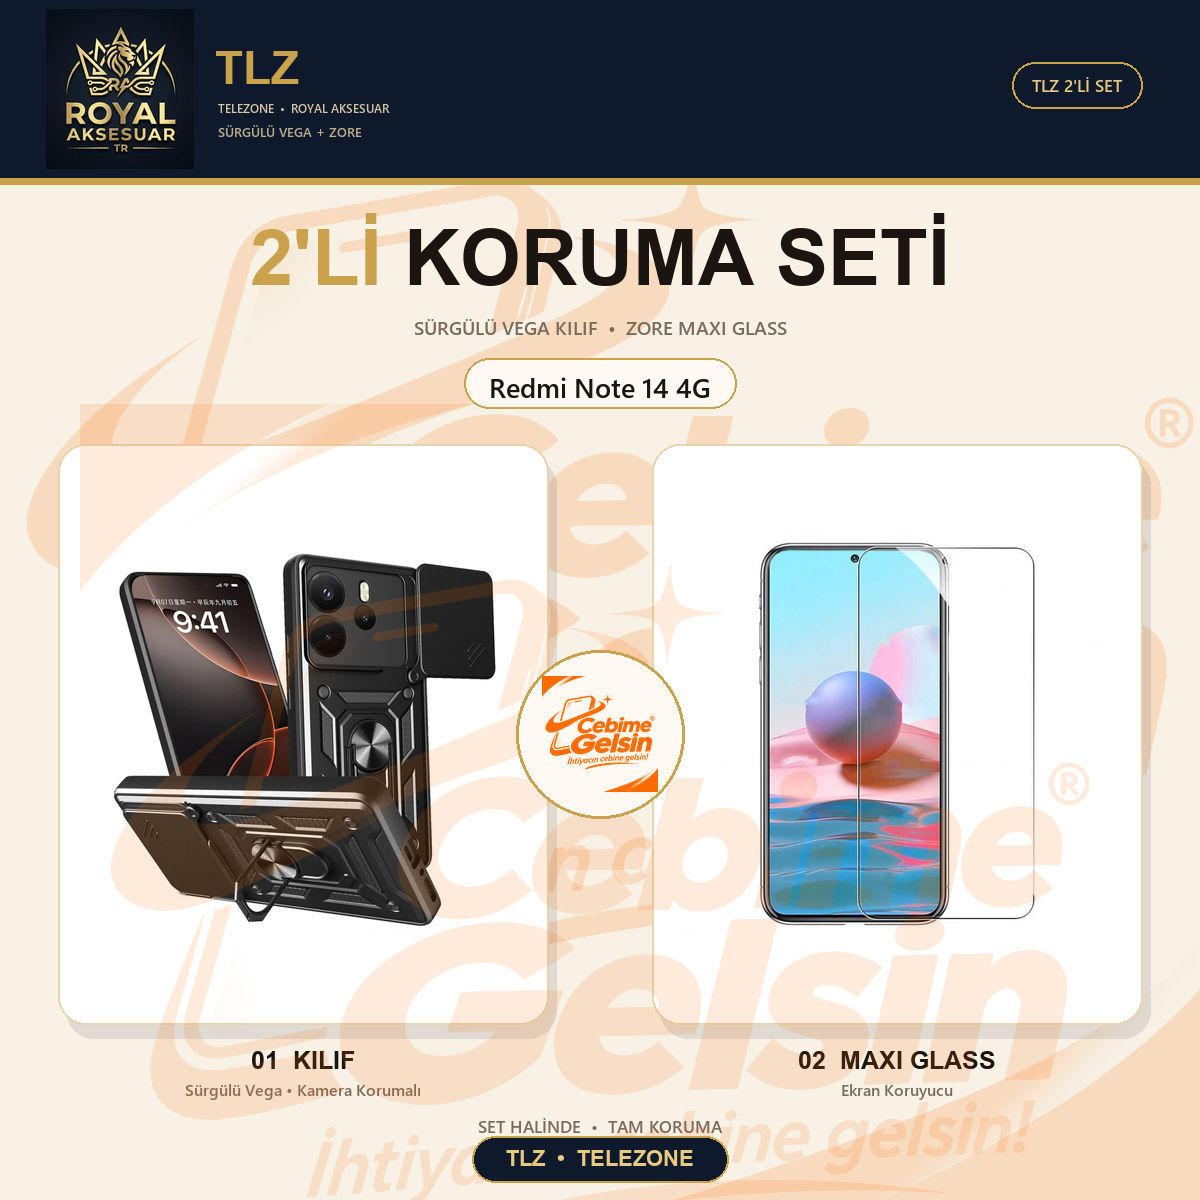 ROYAL
AKSESUAR
TR
TLZ
TELEZONE • ROYAL AKSESUAR
SÜRGÜLÜ VEGA + ZORE
TLZ 2'Lİ SET
2'Lİ KORUMA SETİ
SÜRGÜLÜ VEGA KILIF • ZORE MAXI GLASS
Redmi Note 14 4G
9:41
Cebime®
Gelsin
İhtiyacın cebine gelsin!
Cebime®
Gelsin
01 KILIF
Sürgülü Vega • Kamera Korumalı
02 MAXI GLASS
Ekran Koruyucu
SET HALİNDE • TAM KORUMA
TLZ • TELEZONE